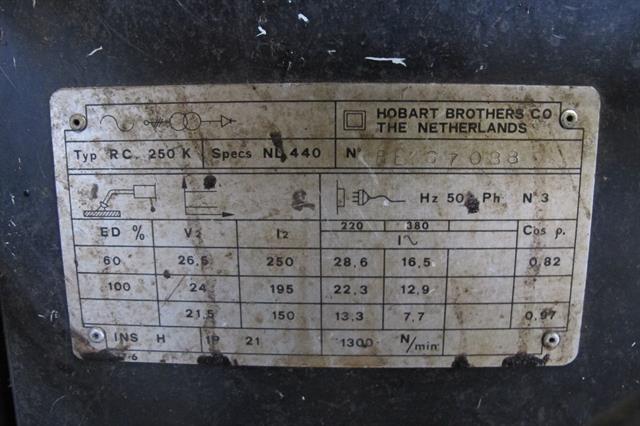 HOBART BROTHERS CO
THE NETHERLANDS
Typ RC. 250 K Specs NL 440 N°
Hz 50 Ph N 3
220 380
ED % V2 I2 1∿ Cos ρ.
60 26,5 250 28,6 16,5 0,82
100 24 195 22,3 12,9
21,5 150 13,3 7,7 0,97
INS H IP 21 1300 N/min